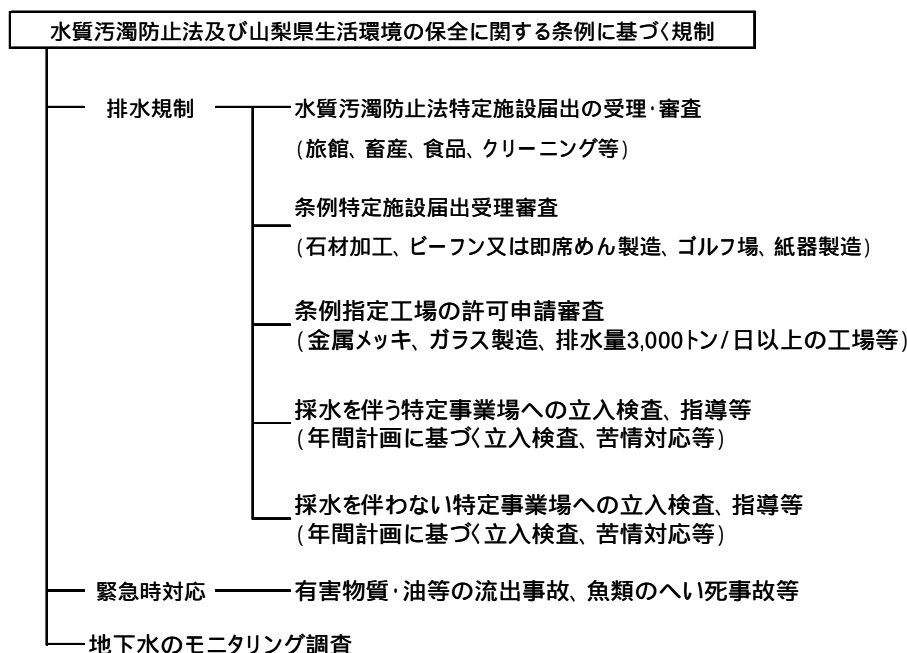 水質汚濁防止法及び山梨県生活環境の保全に関する条例に基づく規制
排水規制
水質汚濁防止法特定施設届出の受理・審査
(旅館、畜産、食品、クリーニング等)
条例特定施設届出受理審査
(石材加工、ビーフン又は即席めん製造、ゴルフ場、紙器製造)
条例指定工場の許可申請審査
(金属メッキ、ガラス製造、排水量3,000トン/日以上の工場等)
採水を伴う特定事業場への立入検査、指導等
(年間計画に基づく立入検査、苦情対応等)
採水を伴わない特定事業場への立入検査、指導等
(年間計画に基づく立入検査、苦情対応等)
緊急時対応
有害物質・油等の流出事故、魚類のへい死事故等
地下水のモニタリング調査